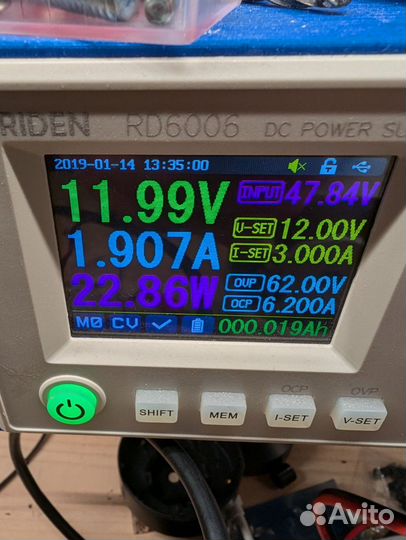 RIDEN RD6006 DC POWER SU
2019-01-14 13:35:00
11.99V INPUT 47.84V
V-SET 12.00V
1.907A I-SET 3.000A
22.86W OVP 62.00V
OCP 6.200A
M0 CV 000.019Ah
OCP OVP
SHIFT MEM I-SET V-SET
Avito